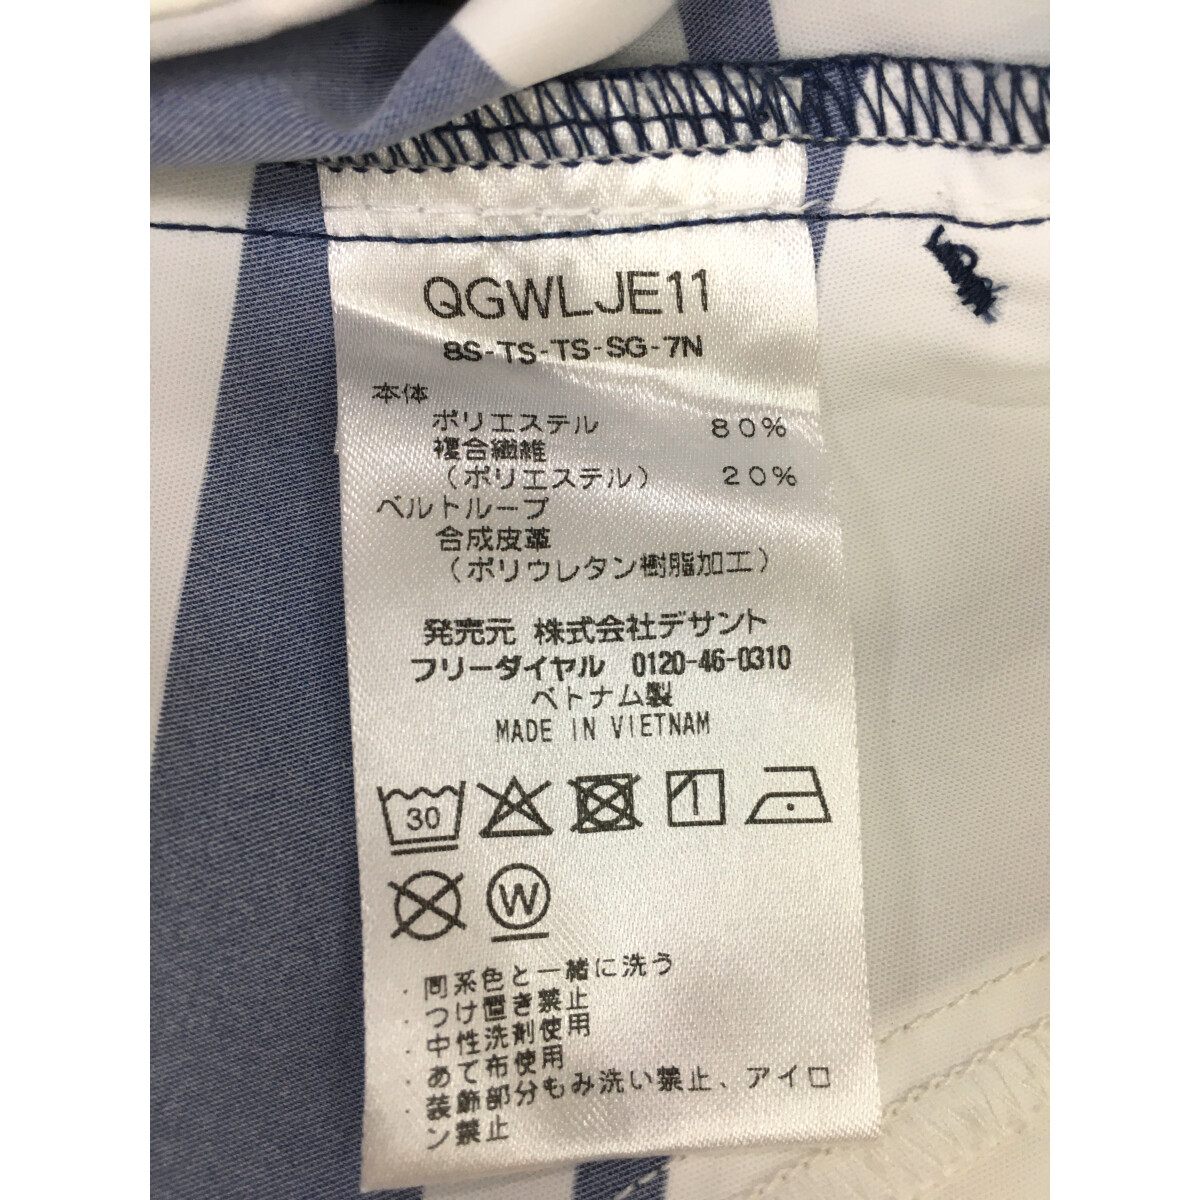 QGWLJE11
8S-TS-TS-SG-7N
本体
ポリエステル 80%
複合繊維
(ポリエステル) 20%
ベルトループ
合成皮革
(ポリウレタン樹脂加工)
発売元 株式会社デサント
フリーダイヤル 0120-46-0310
ベトナム製
MADE IN VIETNAM
30
W
・同系色と一緒に洗う
・つけ置き禁止
・中性洗剤使用
・あて布使用
・装飾部分もみ洗い禁止、アイロ
ン禁止